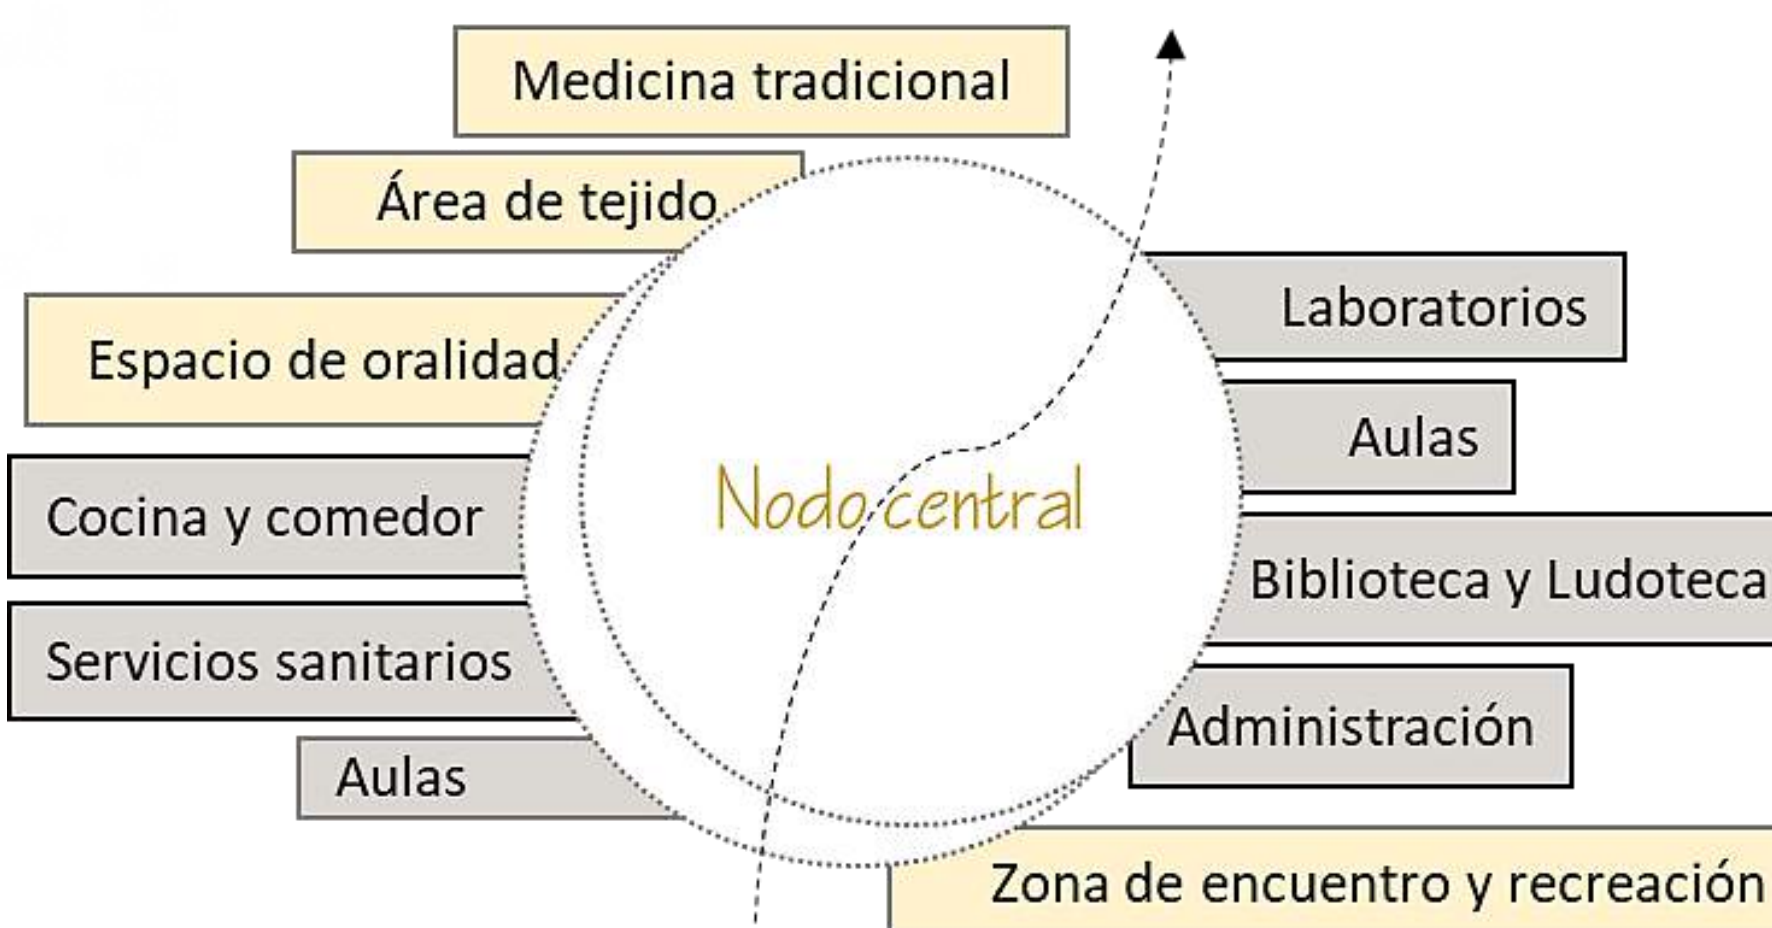 Medicina tradicional
Área de tejido
Espacio de oralidad
Cocina y comedor
Servicios sanitarios
Aulas
Nodo central
Laboratorios
Aulas
Biblioteca y Ludoteca
Administración
Zona de encuentro y recreación